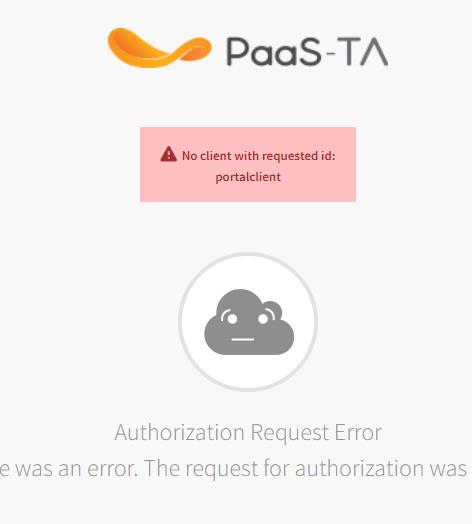 PaaS-TA
No client with requested id:
portalclient
Authorization Request Error
e was an error. The request for authorization was